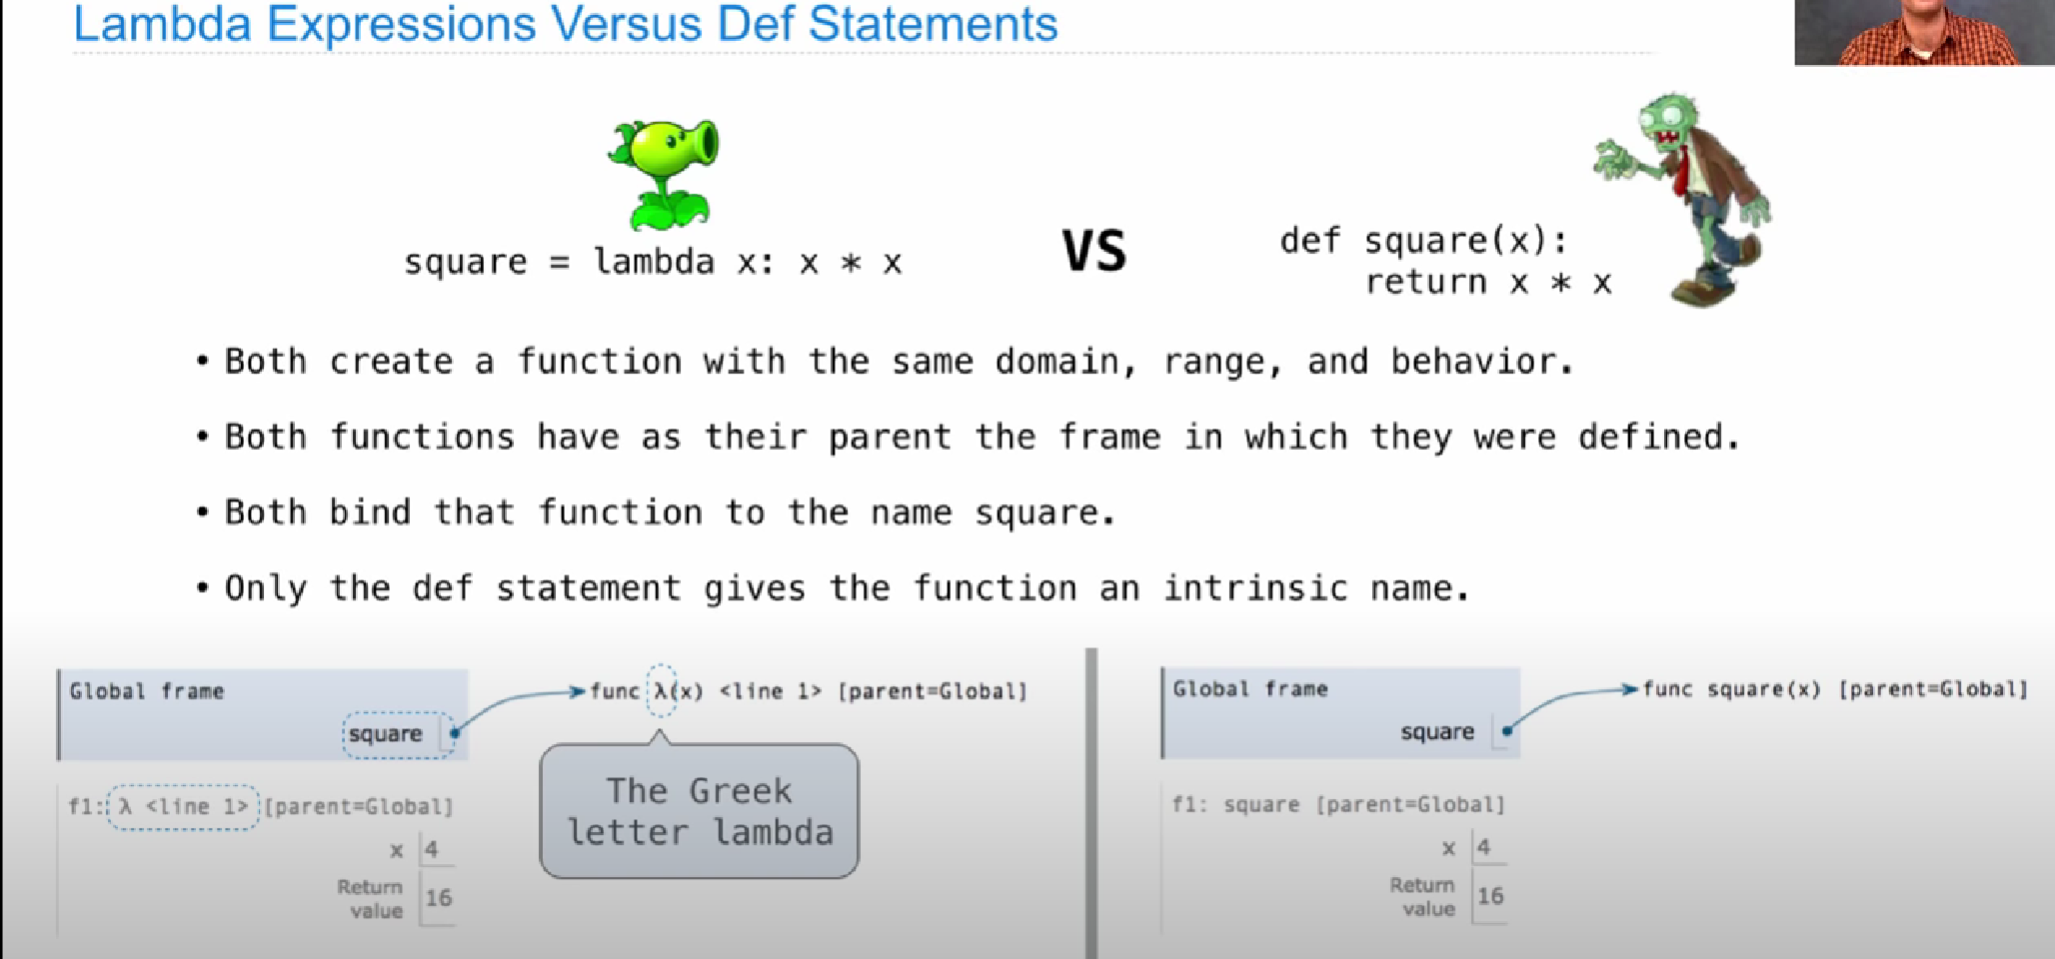 Lambda Expressions Versus Def Statements
square = lambda x: x * x
VS
def square(x):
    return x * x
• Both create a function with the same domain, range, and behavior.
• Both functions have as their parent the frame in which they were defined.
• Both bind that function to the name square.
• Only the def statement gives the function an intrinsic name.
Global frame
square
func λ(x) <line 1> [parent=Global]
The Greek
letter lambda
f1: λ <line 1> [parent=Global]
x 4
Return
value 16
Global frame
square
func square(x) [parent=Global]
f1: square [parent=Global]
x 4
Return
value 16